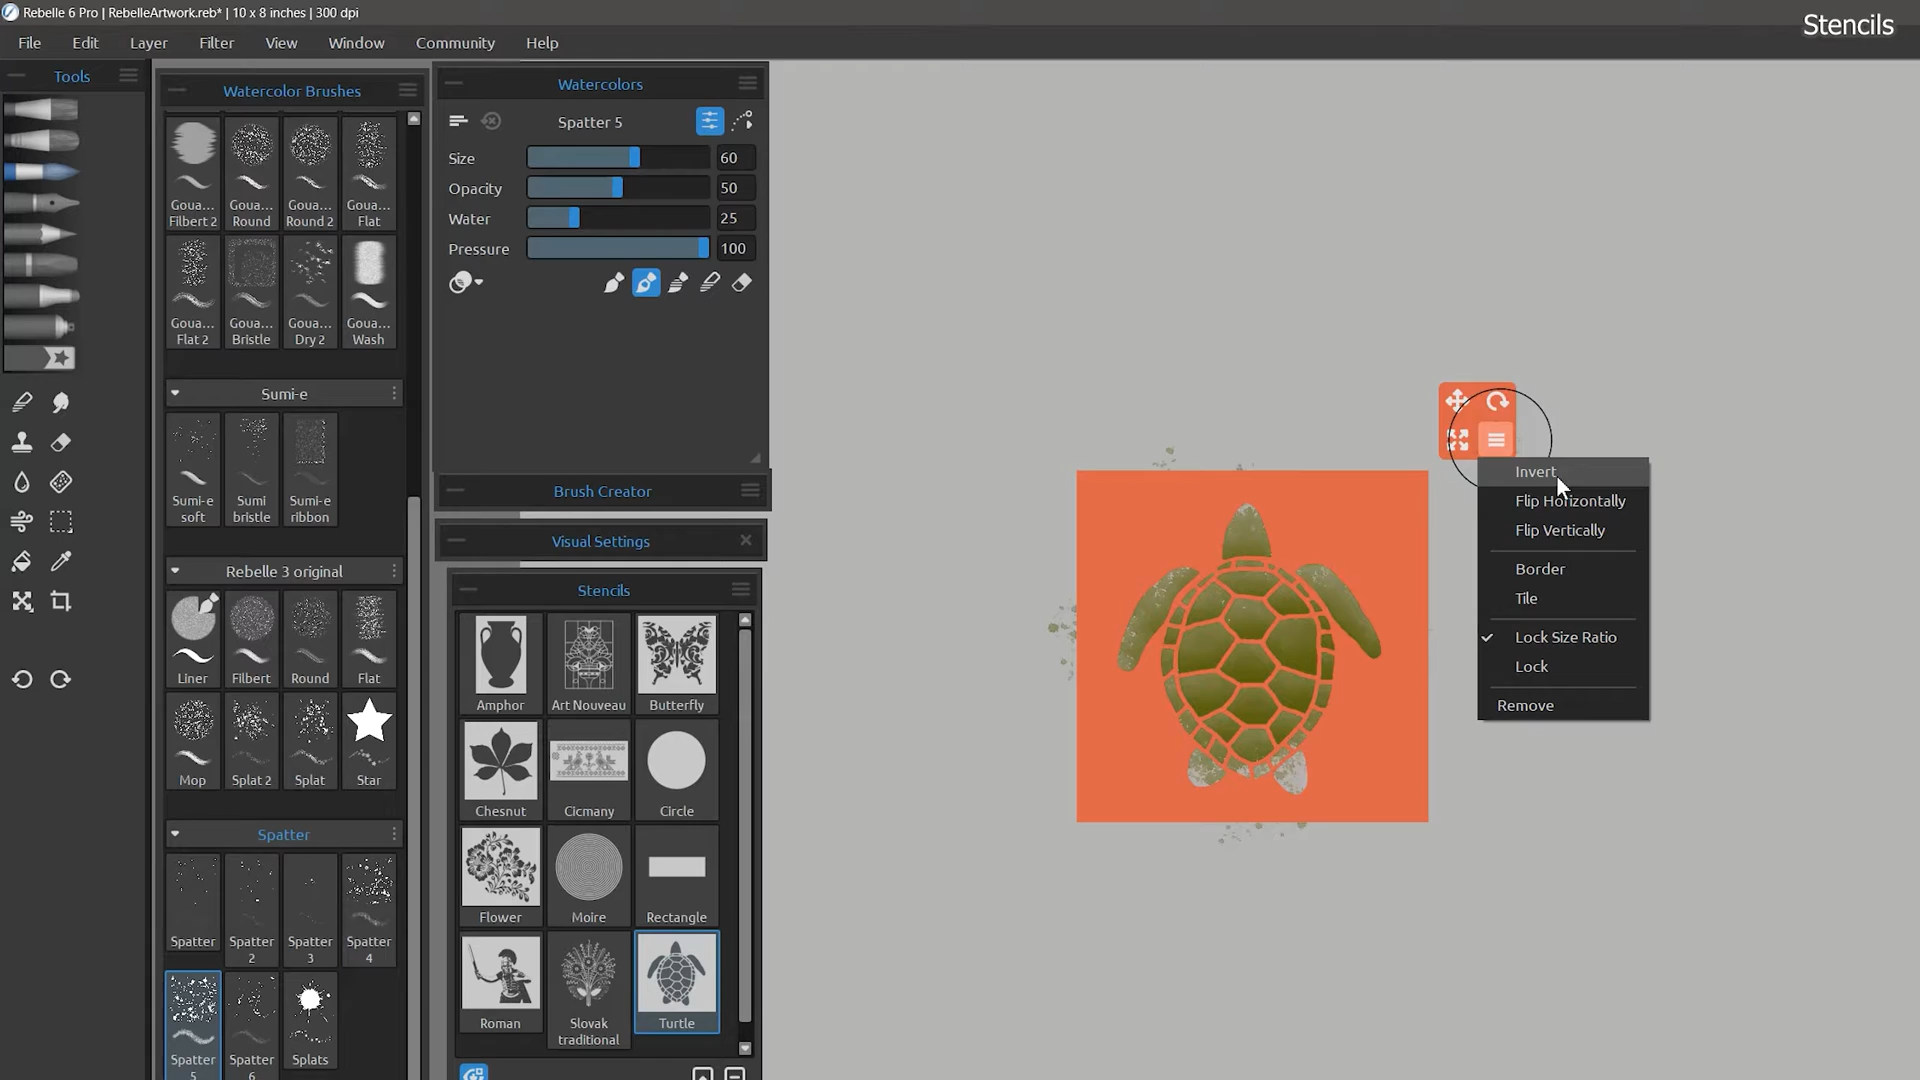 Rebelle 6 Pro | RebelleArtwork.reb* | 10 x 8 inches | 300 dpi
Stencils
File Edit Layer Filter View Window Community Help
Tools
Watercolor Brushes
Goua... Filbert 2
Goua... Round
Goua... Round 2
Goua... Flat
Goua... Flat 2
Goua... Bristle
Goua... Dry 2
Goua... Wash
Sumi-e
Sumi-e soft
Sumi bristle
Sumi-e ribbon
Rebelle 3 original
Liner Filbert Round Flat
Mop Splat 2 Splat Star
Spatter
Spatter
Spatter 2
Spatter 3
Spatter 4
Spatter 5
Spatter 6
Splats
Watercolors
Spatter 5
Size 60
Opacity 50
Water 25
Pressure 100
Brush Creator
Visual Settings
Stencils
Amphor Art Nouveau Butterfly
Chesnut Cicmany Circle
Flower Moire Rectangle
Roman
Slovak traditional
Turtle
Invert
Flip Horizontally
Flip Vertically
Border
Tile
Lock Size Ratio
Lock
Remove